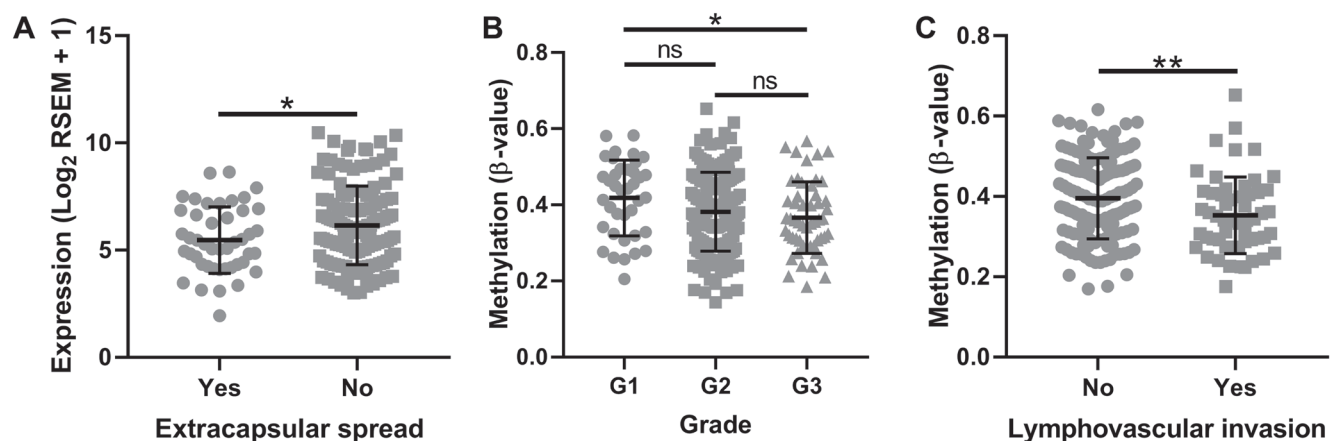 A
Expression (Log2 RSEM + 1)
15
10
5
0
*
Yes
No
Extracapsular spread
B
Methylation (β-value)
0.8
0.6
0.4
0.2
0.0
*
ns
ns
G1
G2
G3
Grade
C
Methylation (β-value)
0.8
0.6
0.4
0.2
0.0
**
No
Yes
Lymphovascular invasion